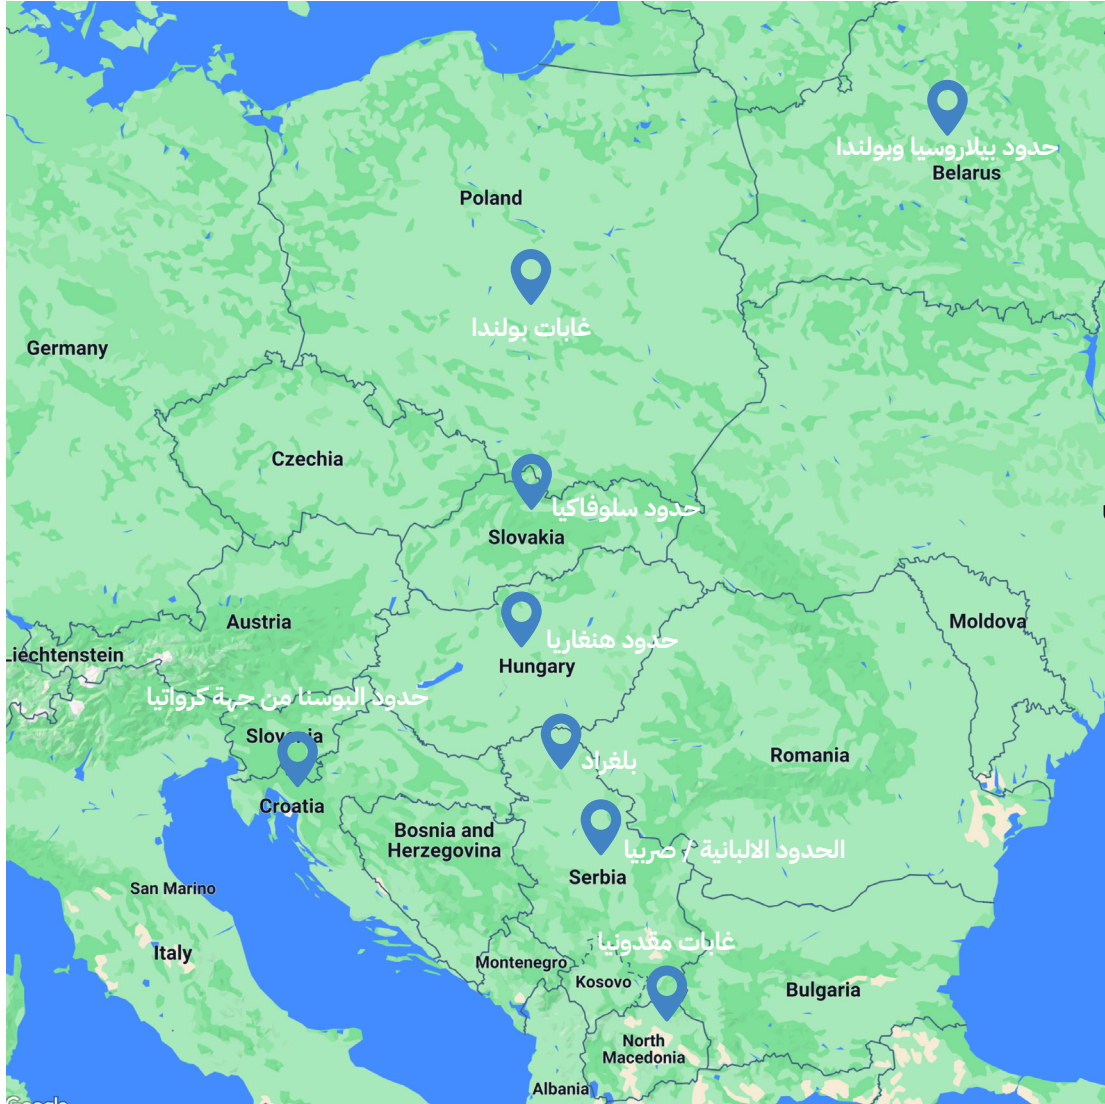 حدود بيلاروسيا وبولندا
Belarus
Poland
غابات بولندا
Germany
Czechia
حدود سلوفاكيا
Slovakia
Austria
Moldova
حدود هنغاريا
Liechtenstein
Hungary
حدود البوسنا من جهة كرواتيا
Slovenia
بلغراد
Romania
Croatia
Bosnia and
Herzegovina
الحدود الالبانية / صربيا
Serbia
San Marino
غابات مقدونيا
Italy
Montenegro
Kosovo
Bulgaria
North
Macedonia
Albania
Google